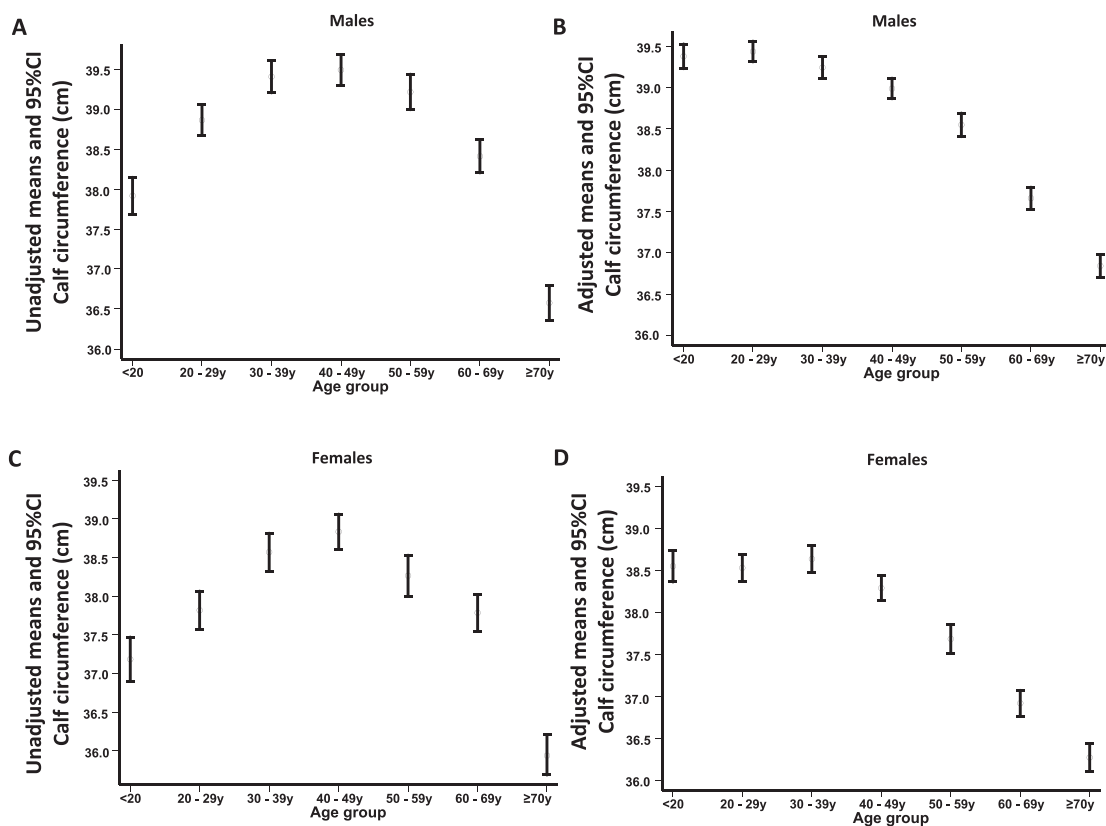 A
Males
Unadjusted means and 95%CI
Calf circumference (cm)
39.5
39.0
38.5
38.0
37.5
37.0
36.5
36.0
<20 20 - 29y 30 - 39y 40 - 49y 50 - 59y 60 - 69y ≥70y
Age group
B
Males
Adjusted means and 95%CI
Calf circumference (cm)
39.5
39.0
38.5
38.0
37.5
37.0
36.5
36.0
<20 20 - 29y 30 - 39y 40 - 49y 50 - 59y 60 - 69y ≥70y
Age group
C
Females
Unadjusted means and 95%CI
Calf circumference (cm)
39.5
39.0
38.5
38.0
37.5
37.0
36.5
36.0
<20 20 - 29y 30 - 39y 40 - 49y 50 - 59y 60 - 69y ≥70y
Age group
D
Females
Adjusted means and 95%CI
Calf circumference (cm)
39.5
39.0
38.5
38.0
37.5
37.0
36.5
36.0
<20 20 - 29y 30 - 39y 40 - 49y 50 - 59y 60 - 69y ≥70y
Age group